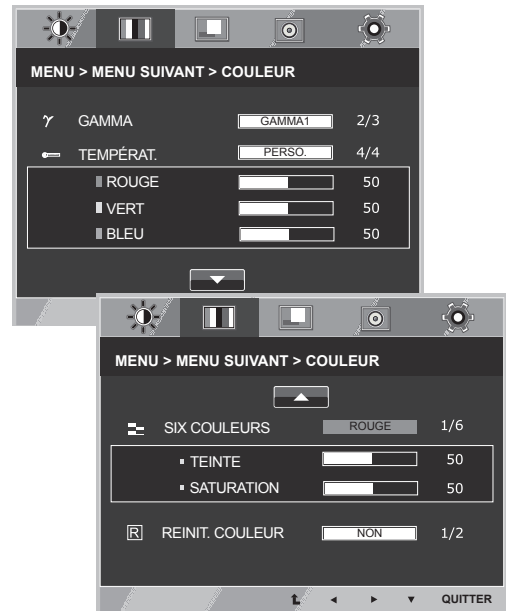 MENU > MENU SUIVANT > COULEUR
GAMMA GAMMA1 2/3
TEMPÉRAT. PERSO. 4/4
ROUGE 50
VERT 50
BLEU 50
MENU > MENU SUIVANT > COULEUR
SIX COULEURS ROUGE 1/6
TEINTE 50
SATURATION 50
R REINIT. COULEUR NON 1/2
QUITTER